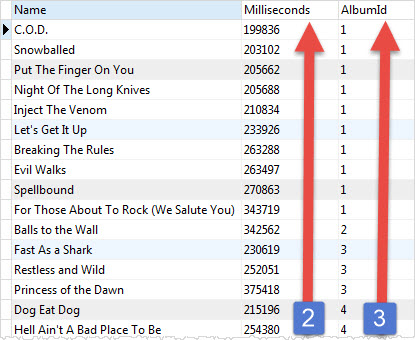 Name Milliseconds AlbumId
C.O.D. 199836 1
Snowballed 203102 1
Put The Finger On You 205662 1
Night Of The Long Knives 205688 1
Inject The Venom 210834 1
Let's Get It Up 233926 1
Breaking The Rules 263288 1
Evil Walks 263497 1
Spellbound 270863 1
For Those About To Rock (We Salute You) 343719 1
Balls to the Wall 342562 2
Fast As a Shark 230619 3
Restless and Wild 252051 3
Princess of the Dawn 375418 3
Dog Eat Dog 215196 4
Hell Ain't A Bad Place To Be 254380 4
2 3